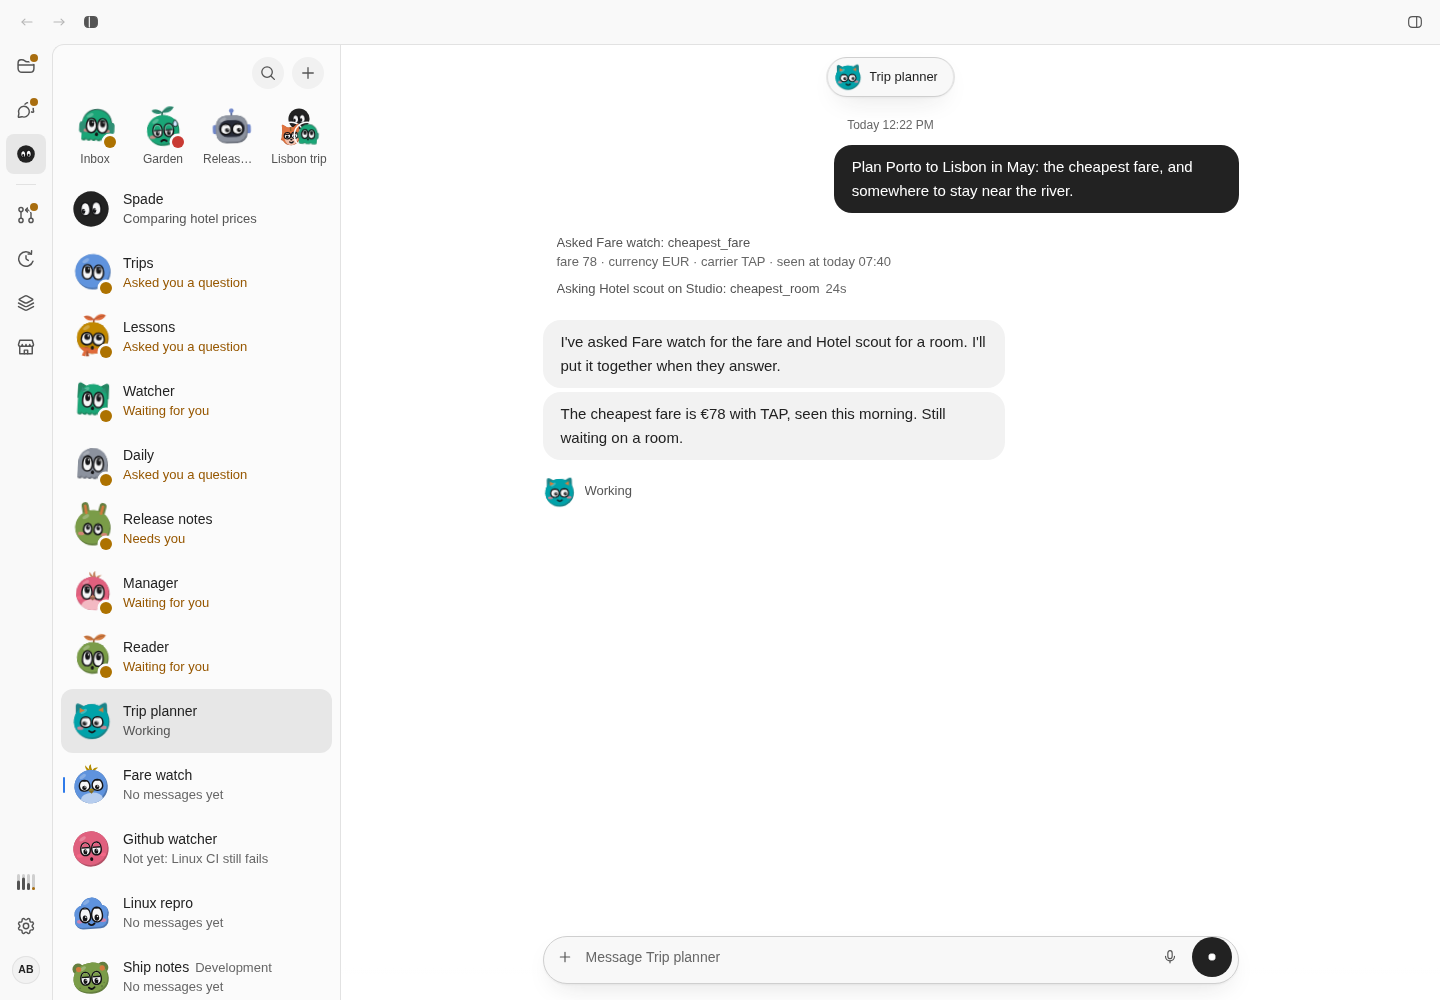 Inbox
Garden
Releas…
Lisbon trip
Spade
Comparing hotel prices
Trips
Asked you a question
Lessons
Asked you a question
Watcher
Waiting for you
Daily
Asked you a question
Release notes
Needs you
Manager
Waiting for you
Reader
Waiting for you
Trip planner
Working
Fare watch
No messages yet
Github watcher
Not yet: Linux CI still fails
Linux repro
No messages yet
Ship notes Development
No messages yet
AB
Trip planner
Today 12:22 PM
Plan Porto to Lisbon in May: the cheapest fare, and
somewhere to stay near the river.
Asked Fare watch: cheapest_fare
fare 78 · currency EUR · carrier TAP · seen at today 07:40
Asking Hotel scout on Studio: cheapest_room 24s
I've asked Fare watch for the fare and Hotel scout for a room. I'll
put it together when they answer.
The cheapest fare is €78 with TAP, seen this morning. Still
waiting on a room.
Working
Message Trip planner